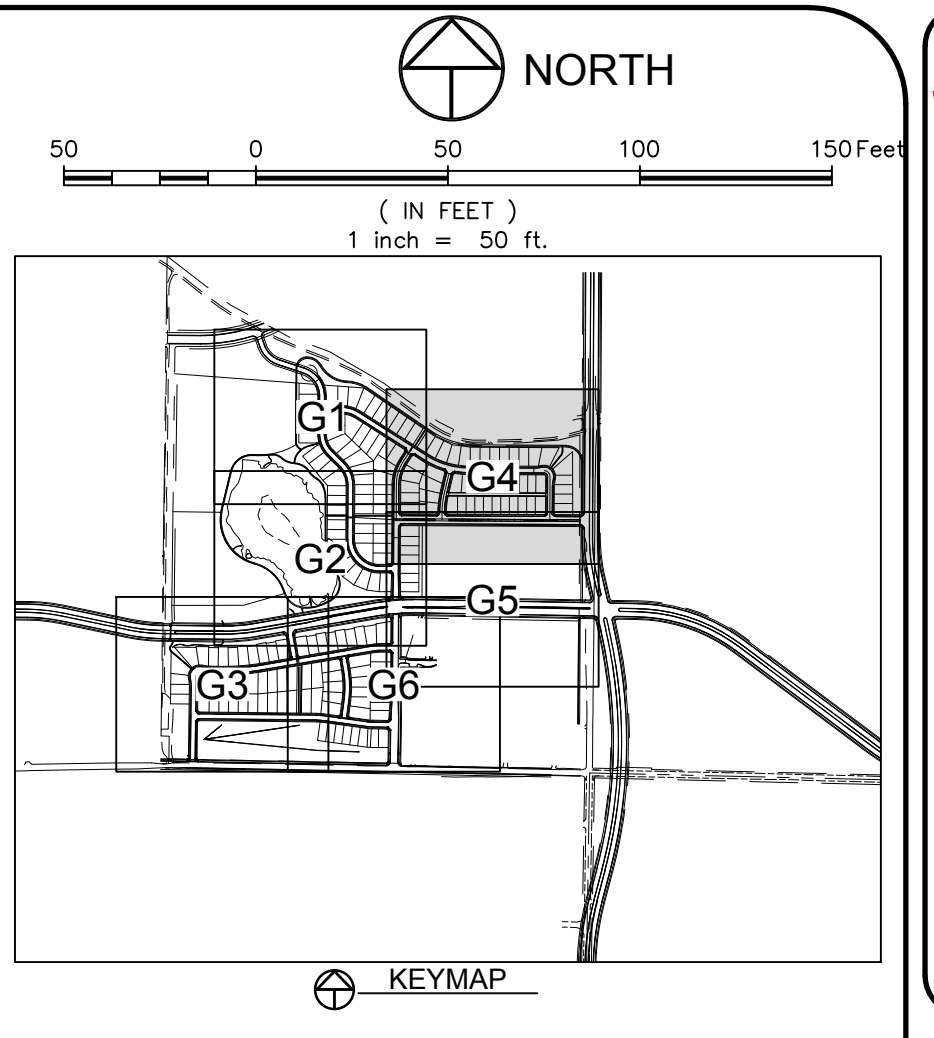 NORTH
50 0 50 100 150 Feet
( IN FEET )
1 inch = 50 ft.
G1
G4
G2
G5
G3 G6
KEYMAP